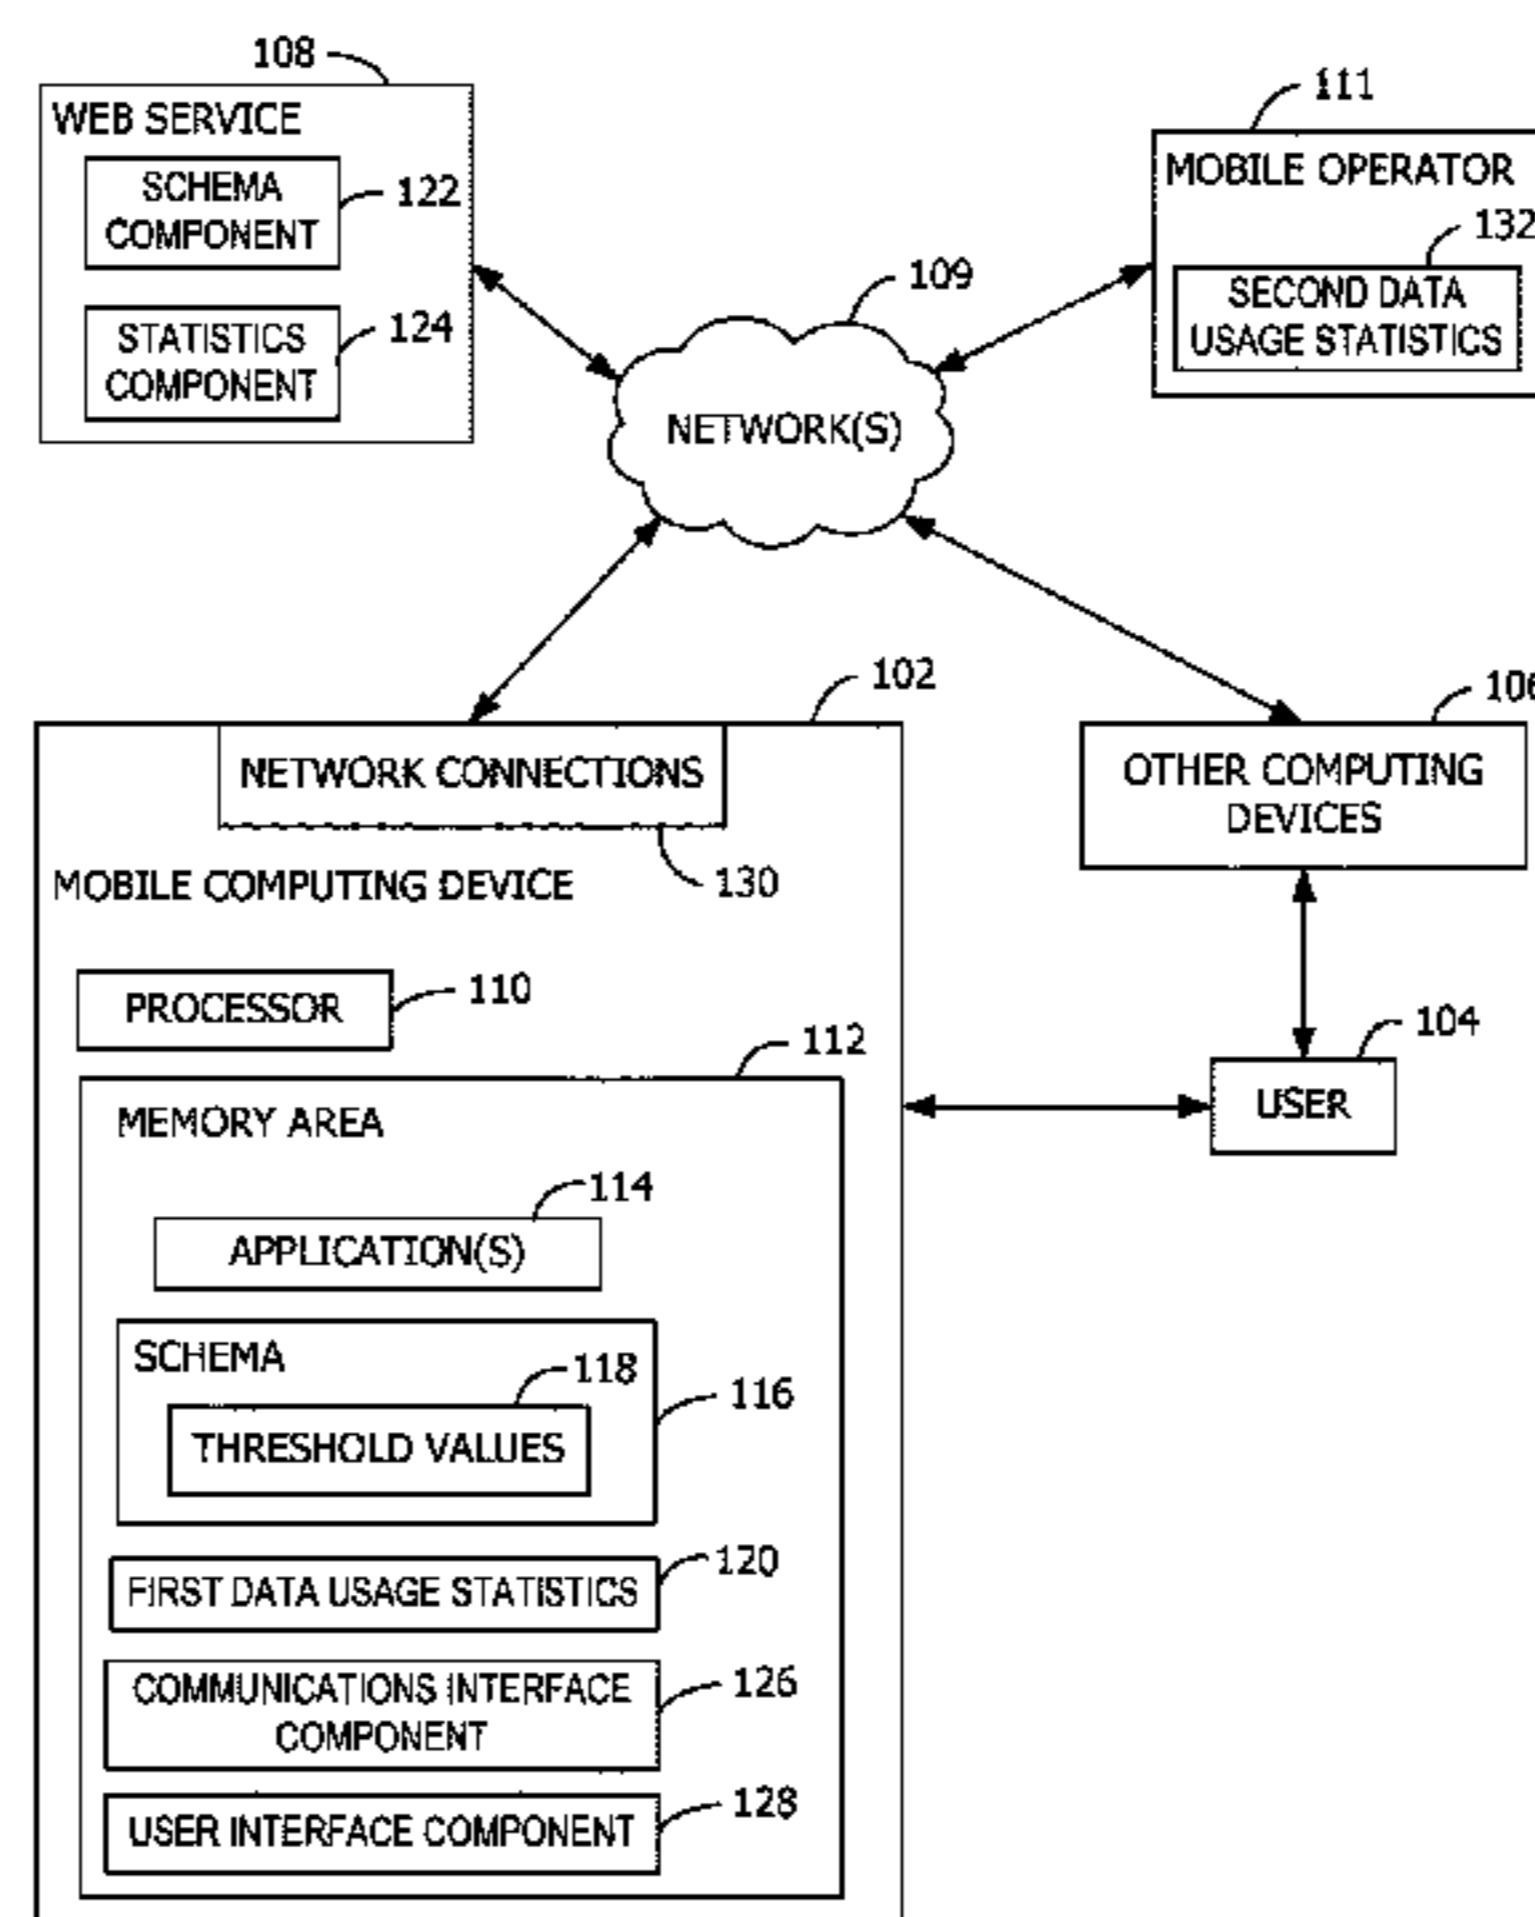 108
WEB SERVICE
SCHEMA
COMPONENT
122
STATISTICS
COMPONENT
124
111
MOBILE OPERATOR
132
SECOND DATA
USAGE STATISTICS
109
NETWORK(S)
102
NETWORK CONNECTIONS
130
MOBILE COMPUTING DEVICE
106
OTHER COMPUTING
DEVICES
PROCESSOR
110
104
USER
112
MEMORY AREA
114
APPLICATION(S)
SCHEMA
118
THRESHOLD VALUES
116
120
FIRST DATA USAGE STATISTICS
COMMUNICATIONS INTERFACE
COMPONENT
126
USER INTERFACE COMPONENT
128